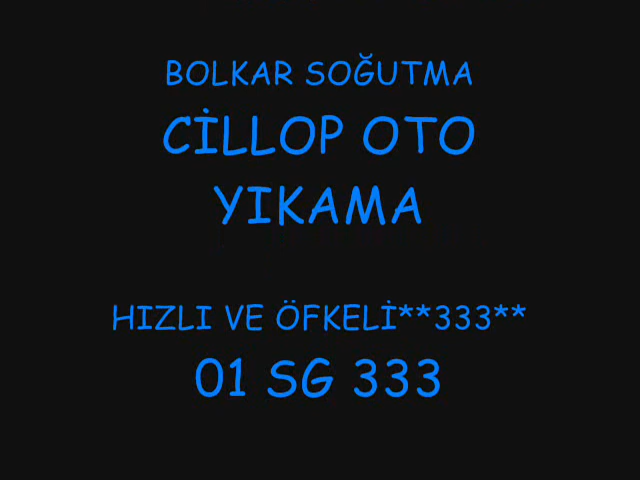 BOLKAR SOĞUTMA
CİLLOP OTO
YIKAMA
HIZLI VE ÖFKELİ**333**
01 SG 333